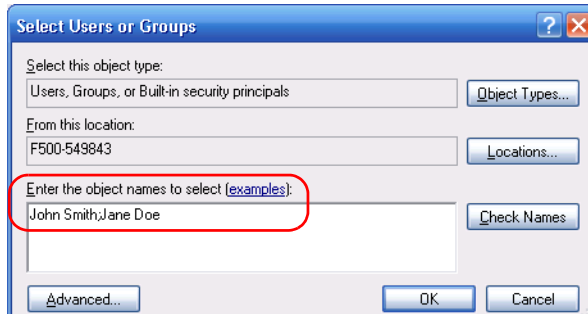 Select Users or Groups
Select this object type:
Users, Groups, or Built-in security principals
Object Types...
From this location:
F500-549843
Locations...
Enter the object names to select (examples):
John Smith;Jane Doe
Check Names
Advanced...
OK
Cancel